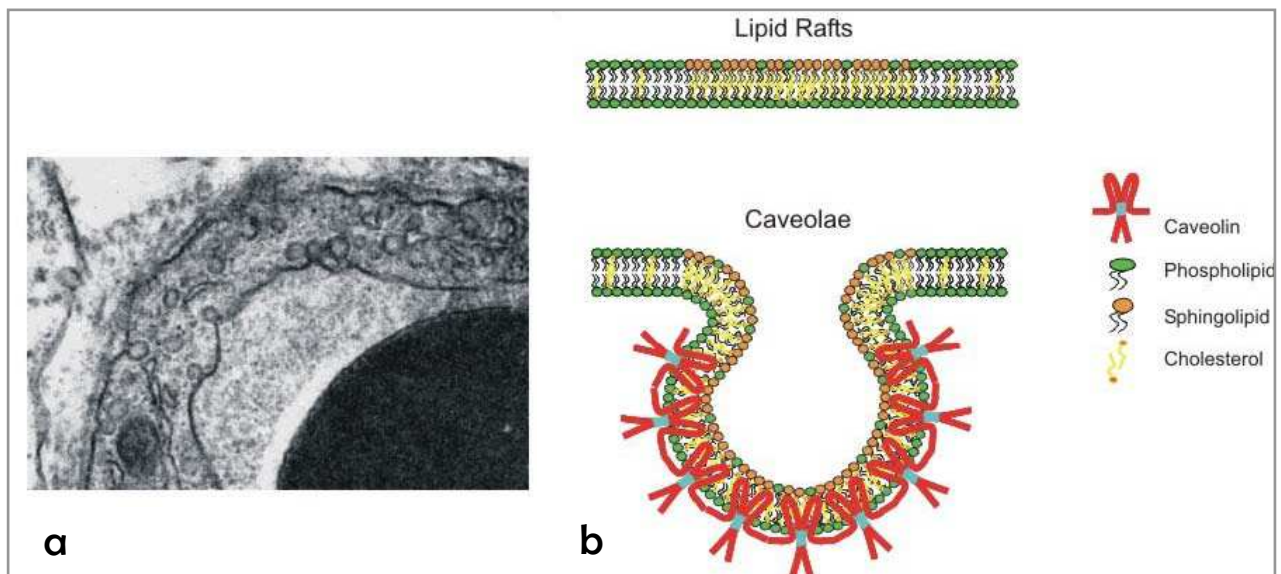 Lipid Rafts
Caveolae
Caveolin
Phospholipid
Sphingolipid
Cholesterol
a
b